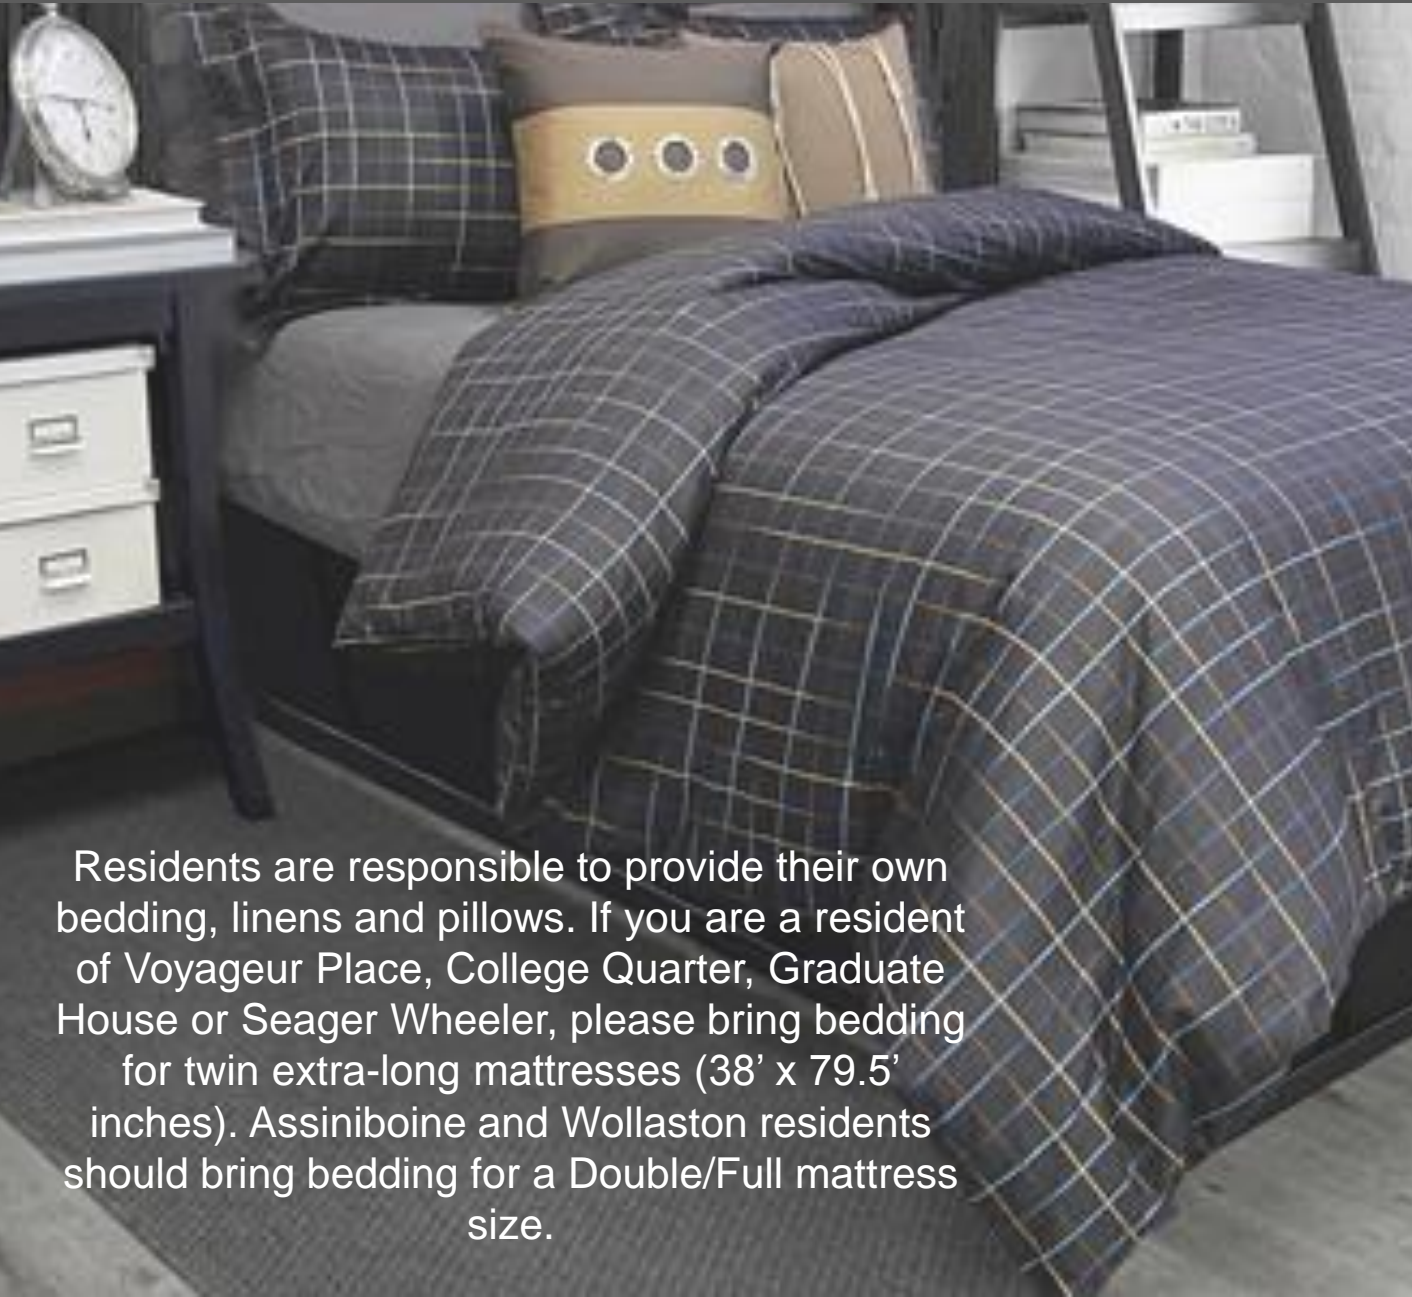 Residents are responsible to provide their own
bedding, linens and pillows. If you are a resident
of Voyageur Place, College Quarter, Graduate
House or Seager Wheeler, please bring bedding
for twin extra-long mattresses (38’ x 79.5’
inches). Assiniboine and Wollaston residents
should bring bedding for a Double/Full mattress
size.